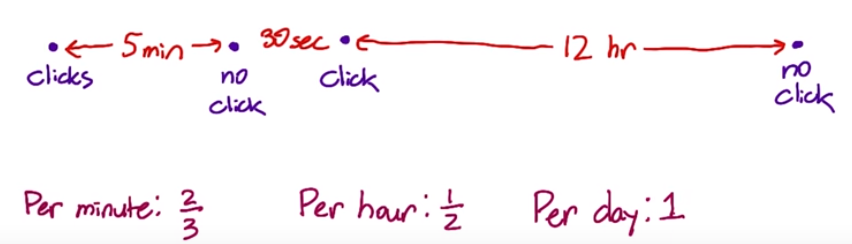 5 min 30 sec 12 hr
clicks no click no
click click
Per minute: 2/3 Per hour: 1/2 Per day: 1